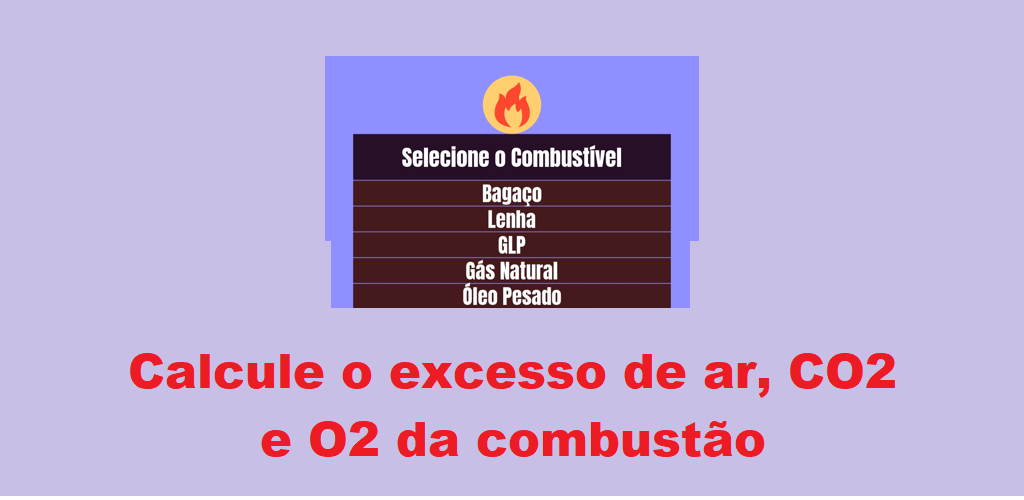 Selecione o Combustível
Bagaço
Lenha
GLP
Gás Natural
Óleo Pesado
Calcule o excesso de ar, CO2
e O2 da combustão